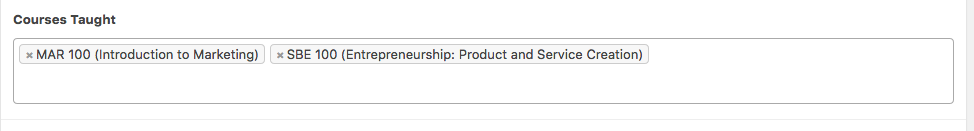 Courses Taught
× MAR 100 (Introduction to Marketing) × SBE 100 (Entrepreneurship: Product and Service Creation)